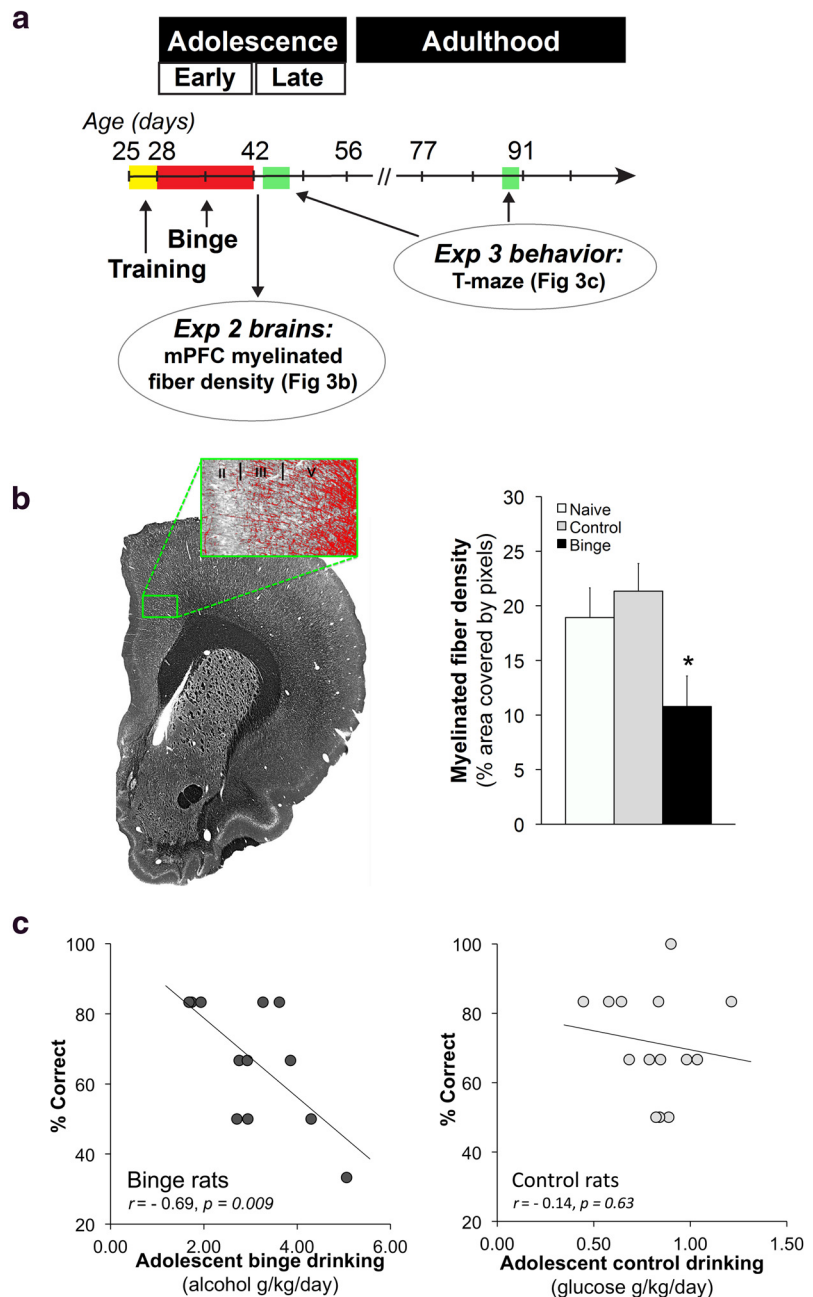 a
Adolescence
Adulthood
Early
Late
Age (days)
25 28 42 56 // 77 91
Binge
Training
Exp 3 behavior:
T-maze (Fig 3c)
Exp 2 brains:
mPFC myelinated
fiber density (Fig 3b)
b
II | III | V
Myelinated fiber density
(% area covered by pixels)
30
25
20
15
10
5
0
Naive
Control
Binge
*
c
% Correct
100
80
60
40
20
Binge rats
r = - 0.69, p = 0.009
0.00 2.00 4.00 6.00
Adolescent binge drinking
(alcohol g/kg/day)
% Correct
100
80
60
40
20
Control rats
r = - 0.14, p = 0.63
0.00 0.50 1.00 1.50
Adolescent control drinking
(glucose g/kg/day)